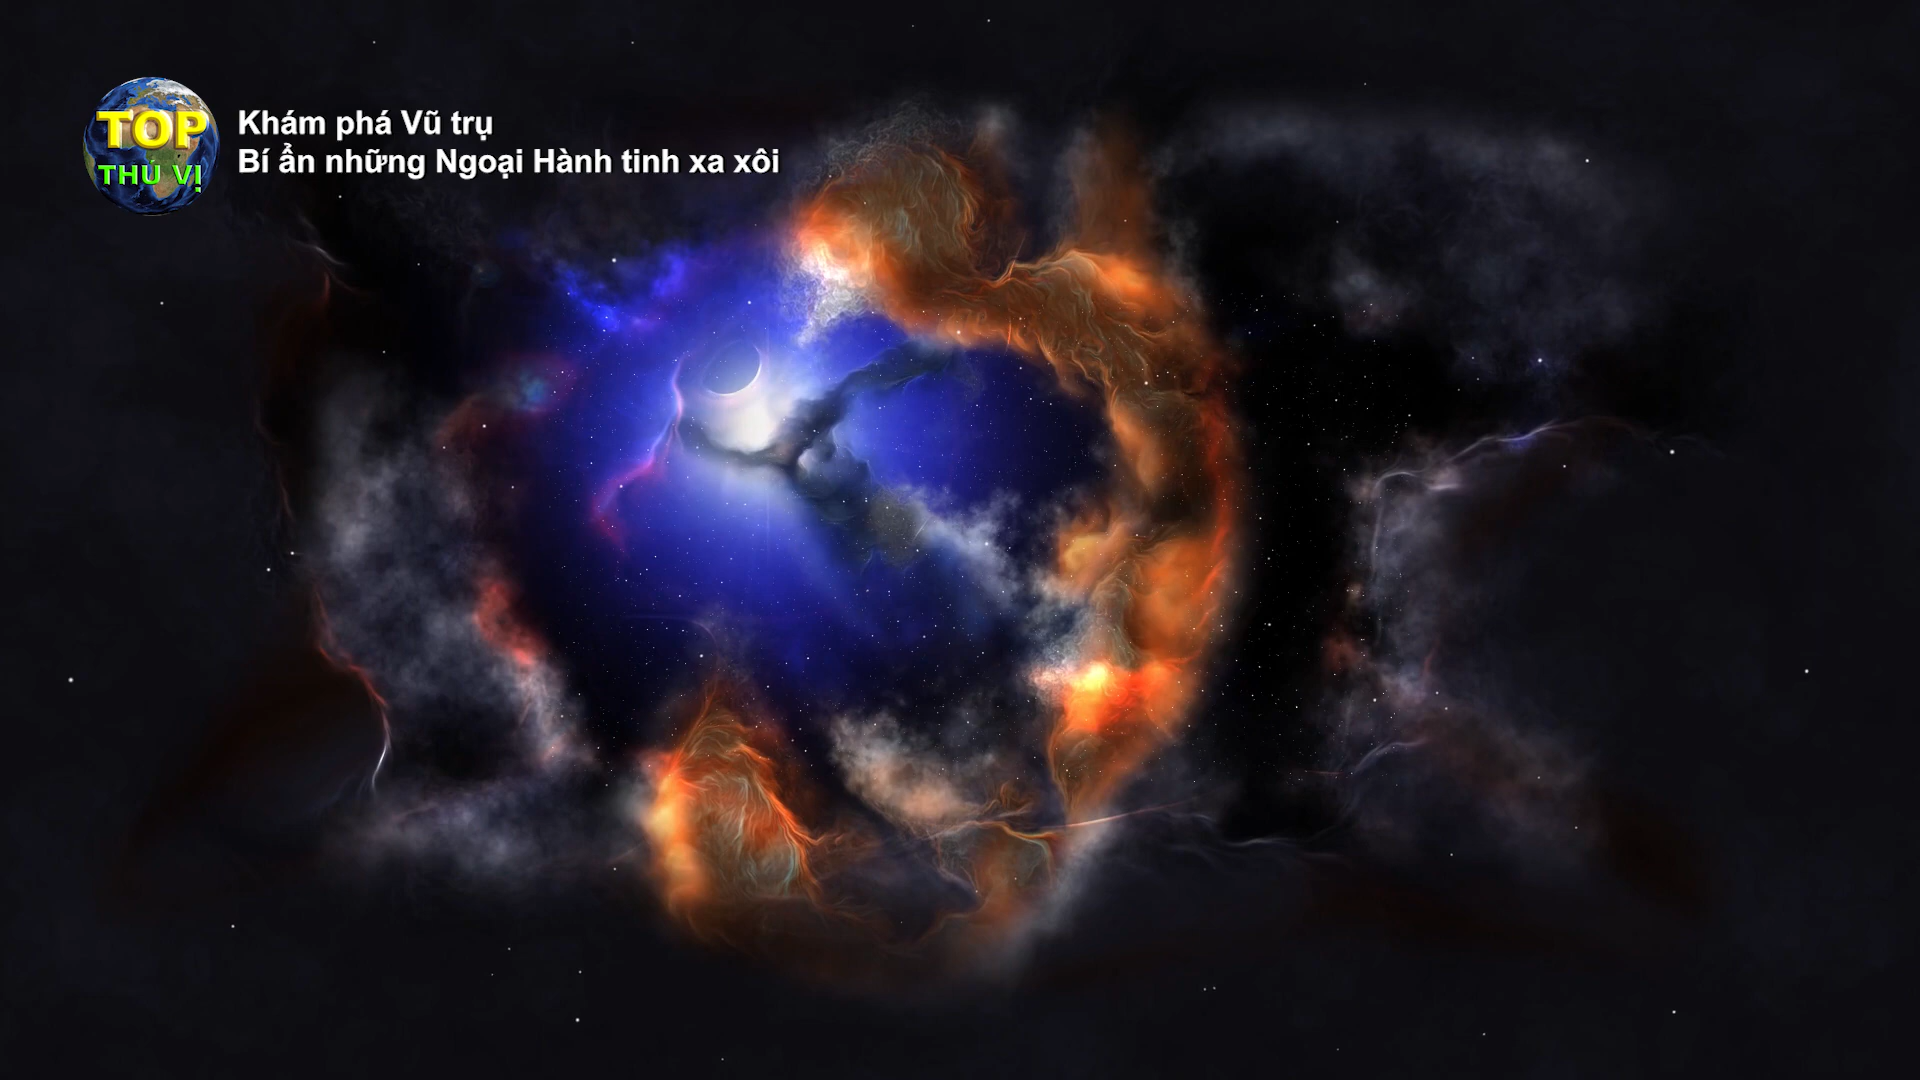 TOP
THÚ VỊ
Khám phá Vũ trụ
Bí ẩn những Ngoại Hành tinh xa xôi